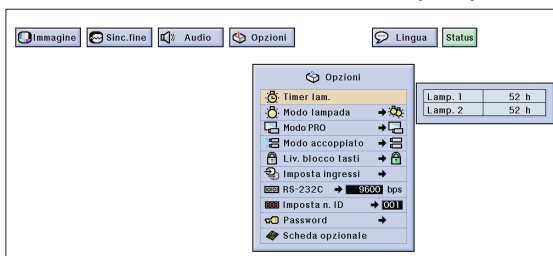 Immagine Sinc.fine Audio Opzioni Lingua Status
Opzioni
Timer lam.
Lamp. 1 52 h
Lamp. 2 52 h
Modo lampada
Modo PRO
Modo accoppiato
Liv. blocco tasti
Imposta ingressi
RS-232C 9600 bps
Imposta n. ID 001
Password
Scheda opzionale